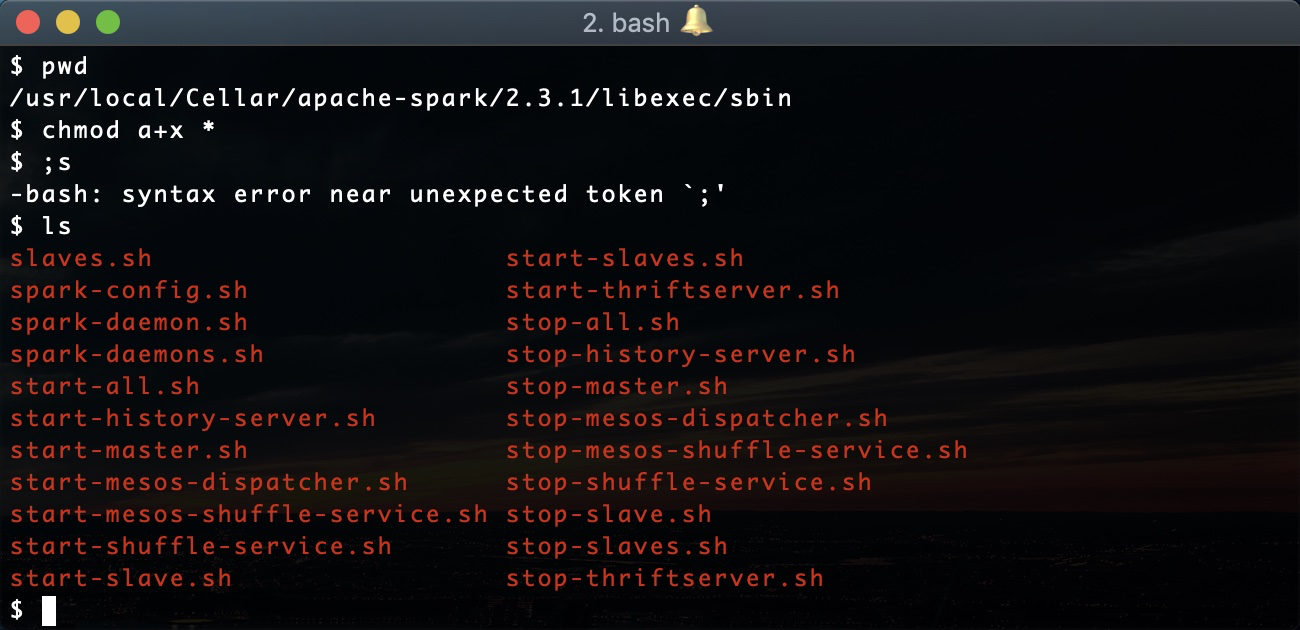 2. bash 🔔
$ pwd
/usr/local/Cellar/apache-spark/2.3.1/libexec/sbin
$ chmod a+x *
$ ;s
-bash: syntax error near unexpected token `;'
$ ls
slaves.sh start-slaves.sh
spark-config.sh start-thriftserver.sh
spark-daemon.sh stop-all.sh
spark-daemons.sh stop-history-server.sh
start-all.sh stop-master.sh
start-history-server.sh stop-mesos-dispatcher.sh
start-master.sh stop-mesos-shuffle-service.sh
start-mesos-dispatcher.sh stop-shuffle-service.sh
start-mesos-shuffle-service.sh stop-slave.sh
start-shuffle-service.sh stop-slaves.sh
start-slave.sh stop-thriftserver.sh
$